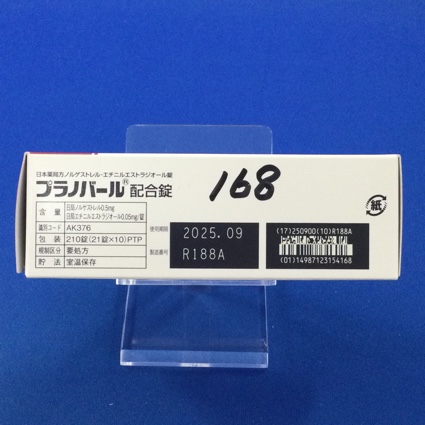 日本薬局方ノルゲストレル・エチニルエストラジオール錠
プラノバール®配合錠
168
含量 日局ノルゲストレル0.5mg
日局エチニルエストラジオール0.05mg/錠
識別コード AK376
包装 210錠(21錠×10)PTP
規制区分 要処方
貯法 室温保存
使用期限 2025.09
製造番号 R188A
(17)250900(10)R188A
(01)14987123154168
紙